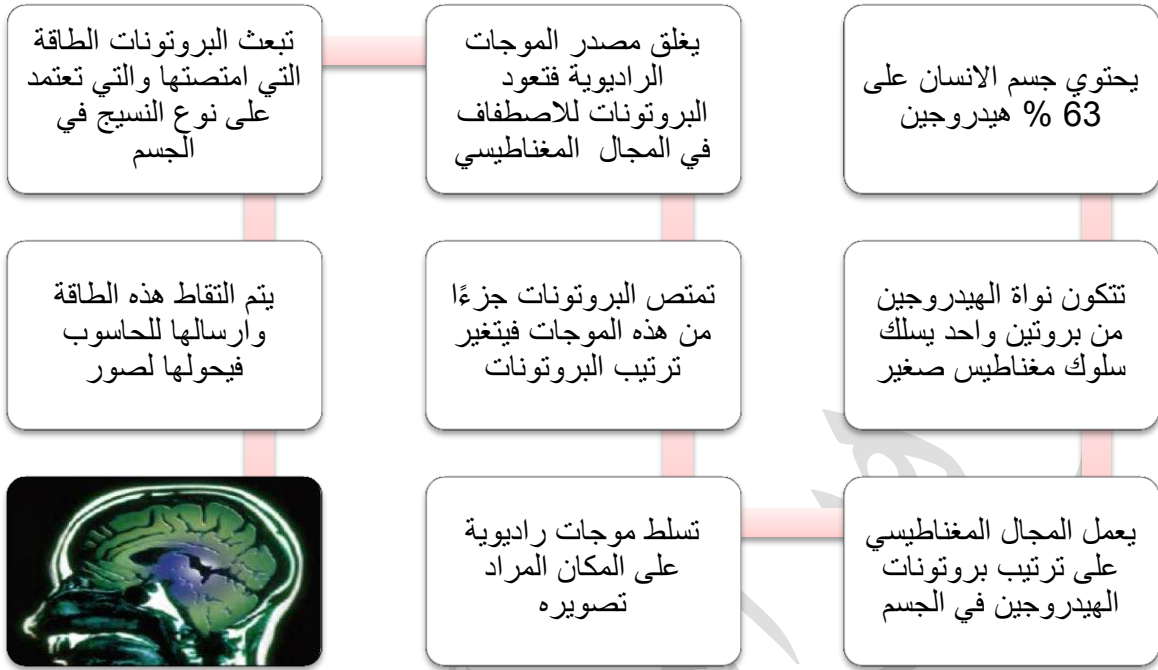 يحتوي جسم الانسان على
63 % هيدروجين
تتكون نواة الهيدروجين
من بروتين واحد يسلك
سلوك مغناطيس صغير
يعمل المجال المغناطيسي
على ترتيب بروتونات
الهيدروجين في الجسم
تسلط موجات راديوية
على المكان المراد
تصويره
تمتص البروتونات جزءًا
من هذه الموجات فيتغير
ترتيب البروتونات
يغلق مصدر الموجات
الراديوية فتعود
البروتونات للاصطفاف
في المجال المغناطيسي
تبعث البروتونات الطاقة
التي امتصتها والتي تعتمد
على نوع النسيج في
الجسم
يتم التقاط هذه الطاقة
وارسالها للحاسوب
فيحولها لصور